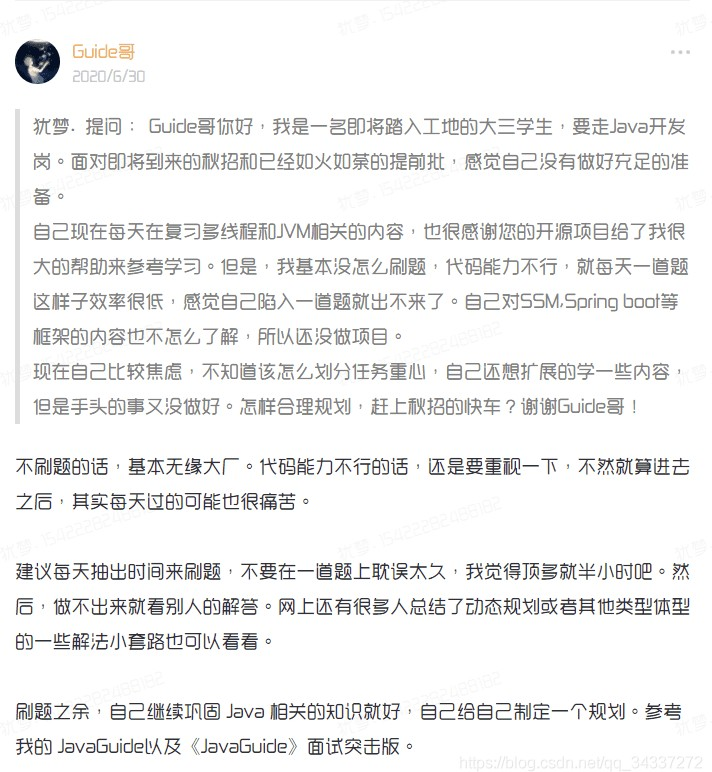 Guide哥
2020/6/30
犹梦. 提问： Guide哥你好，我是一名即将踏入工地的大三学生，要走Java开发
岗。面对即将到来的秋招和已经如火如荼的提前批，感觉自己没有做好充足的准
备。
自己现在每天在复习多线程和JVM相关的内容，也很感谢您的开源项目给了我很
大的帮助来参考学习。但是，我基本没怎么刷题，代码能力不行，就每天一道题
这样子效率很低，感觉自己陷入一道题就出不来了。自己对SSM,Spring boot等
框架的内容也不怎么了解，所以还没做项目。
现在自己比较焦虑，不知道该怎么划分任务重心，自己还想扩展的学一些内容，
但是手头的事又没做好。怎样合理规划，赶上秋招的快车？谢谢Guide哥！
不刷题的话，基本无缘大厂。代码能力不行的话，还是要重视一下，不然就算进去
之后，其实每天过的可能也很痛苦。
建议每天抽出时间来刷题，不要在一道题上耽误太久，我觉得顶多就半小时吧。然
后，做不出来就看别人的解答。网上还有很多人总结了动态规划或者其他类型体型
的一些解法小套路也可以看看。
刷题之余，自己继续巩固 Java 相关的知识就好，自己给自己制定一个规划。参考
我的 JavaGuide以及《JavaGuide》面试突击版。
https://blog.csdn.net/qq_34337272